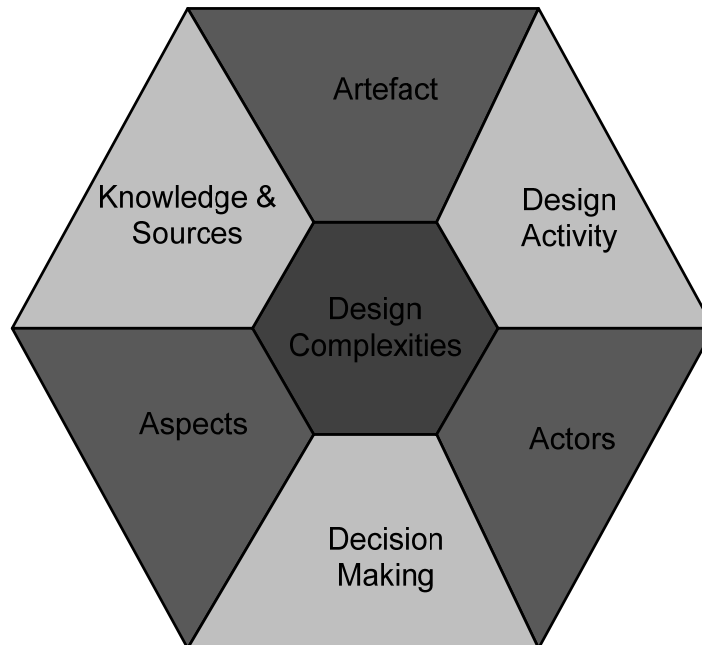 Artefact
Knowledge &
Sources
Design
Activity
Design
Complexities
Aspects
Actors
Decision
Making